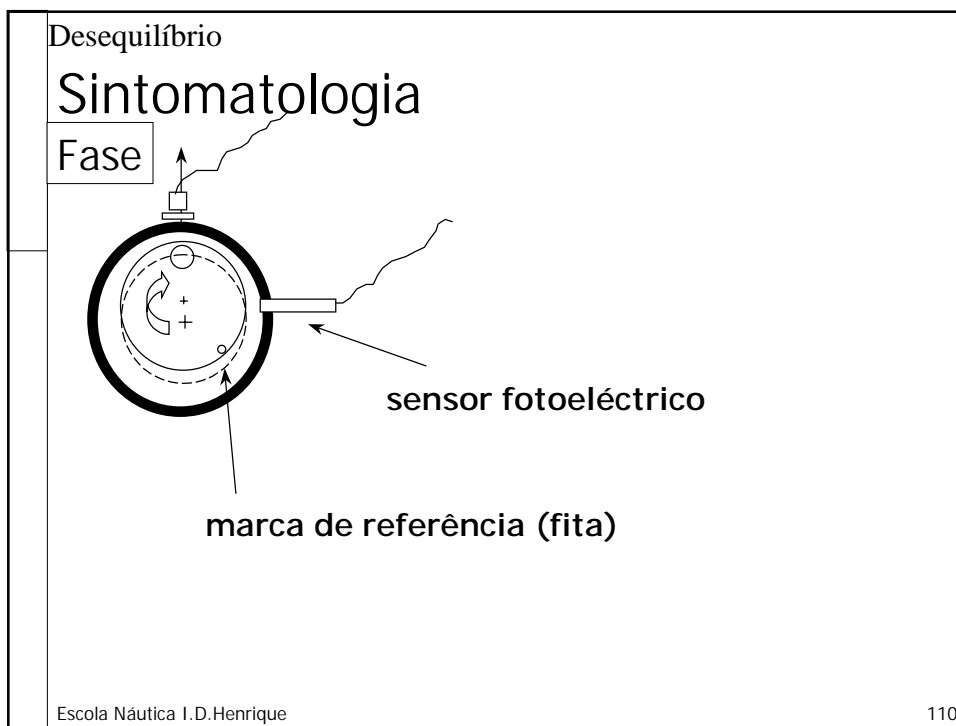 Desequilíbrio
Sintomatologia
Fase
sensor fotoeléctrico
marca de referência (fita)
Escola Náutica I.D.Henrique
110